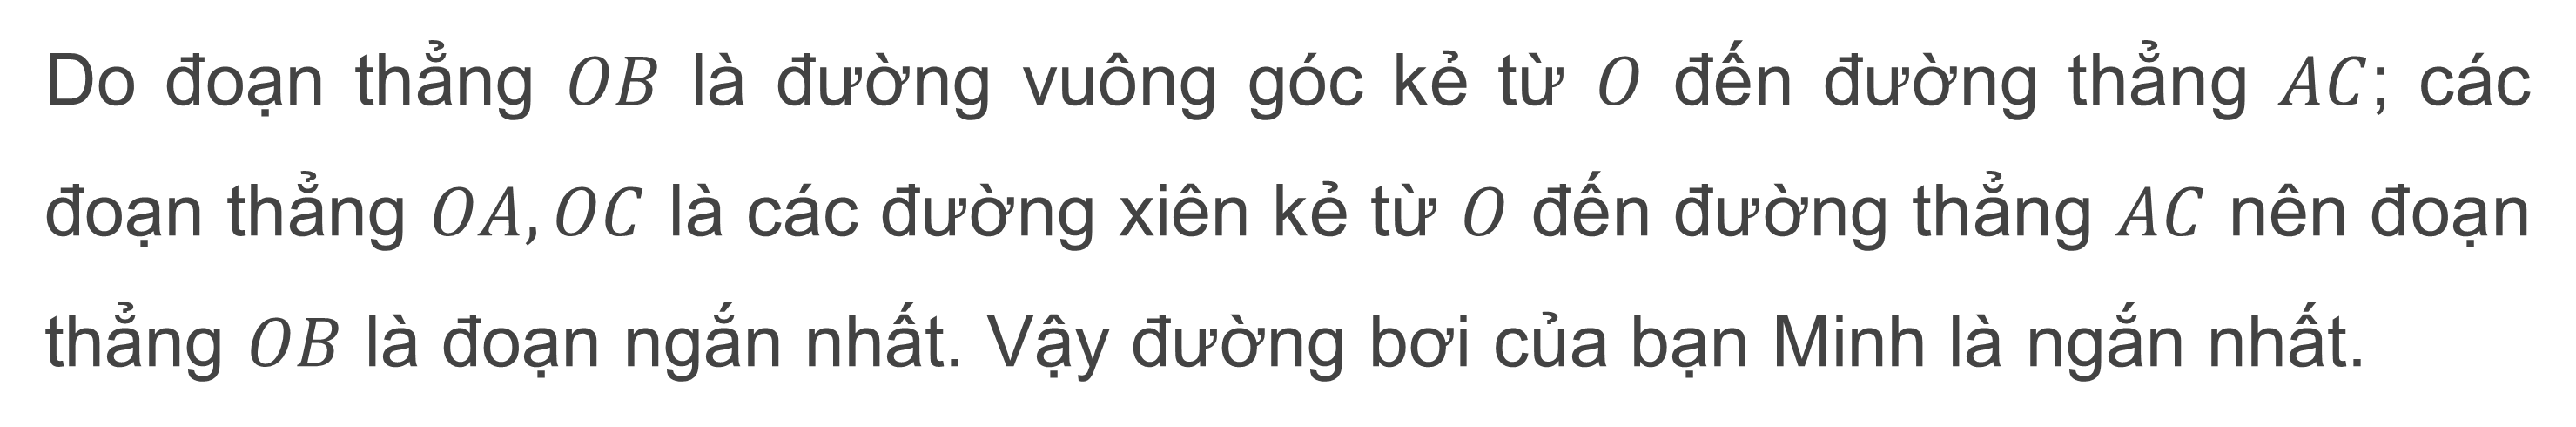 Do đoạn thẳng OB là đường vuông góc kẻ từ O đến đường thẳng AC; các
đoạn thẳng OA, OC là các đường xiên kẻ từ O đến đường thẳng AC nên đoạn
thẳng OB là đoạn ngắn nhất. Vậy đường bơi của bạn Minh là ngắn nhất.